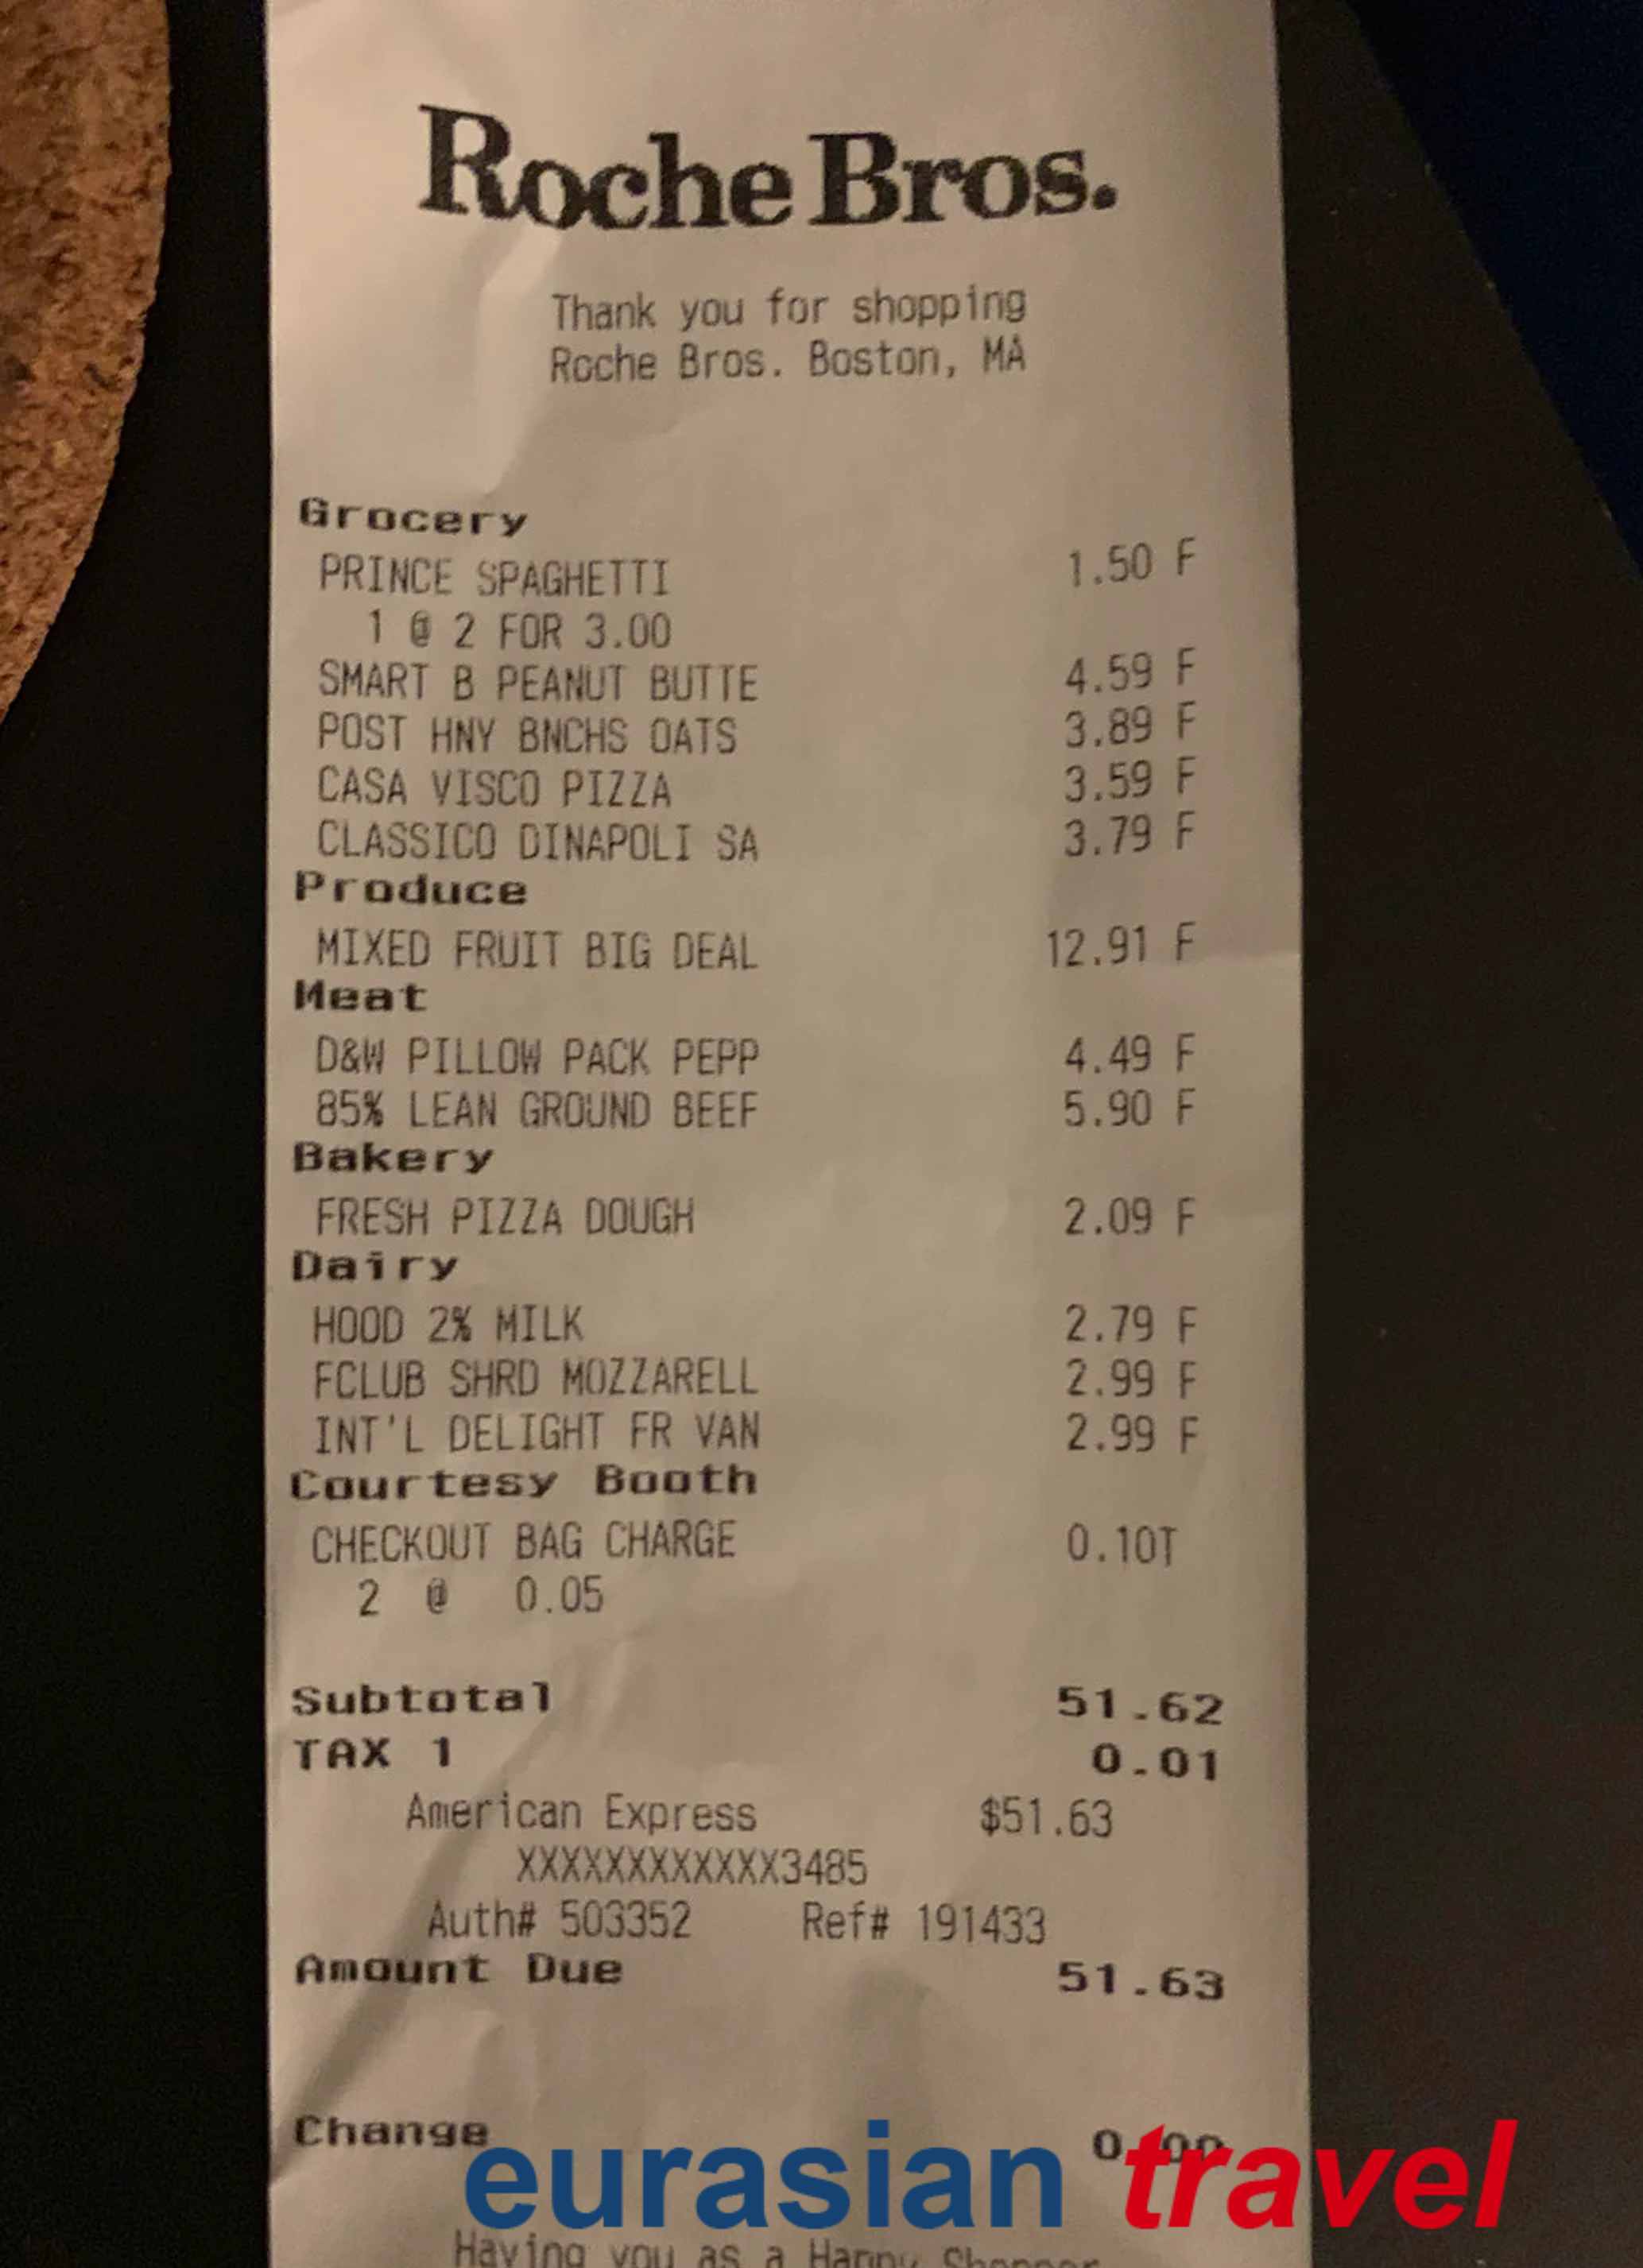 Roche Bros.
Thank you for shopping
Roche Bros. Boston, MA
Grocery
PRINCE SPAGHETTI 1.50 F
1 @ 2 FOR 3.00
SMART B PEANUT BUTTE 4.59 F
POST HNY BNCHS OATS 3.89 F
CASA VISCO PIZZA 3.59 F
CLASSICO DINAPOLI SA 3.79 F
Produce
MIXED FRUIT BIG DEAL 12.91 F
Meat
D&W PILLOW PACK PEPP 4.49 F
85% LEAN GROUND BEEF 5.90 F
Bakery
FRESH PIZZA DOUGH 2.09 F
Dairy
HOOD 2% MILK 2.79 F
FCLUB SHRD MOZZARELL 2.99 F
INT'L DELIGHT FR VAN 2.99 F
Courtesy Booth
CHECKOUT BAG CHARGE 0.10T
2 @ 0.05
Subtotal 51.62
TAX 1 0.01
American Express $51.63
XXXXXXXXXXXX3485
Auth# 503352 Ref# 191433
Amount Due 51.63
Change 0.00
eurasian travel
Having you as a Happy Shopper